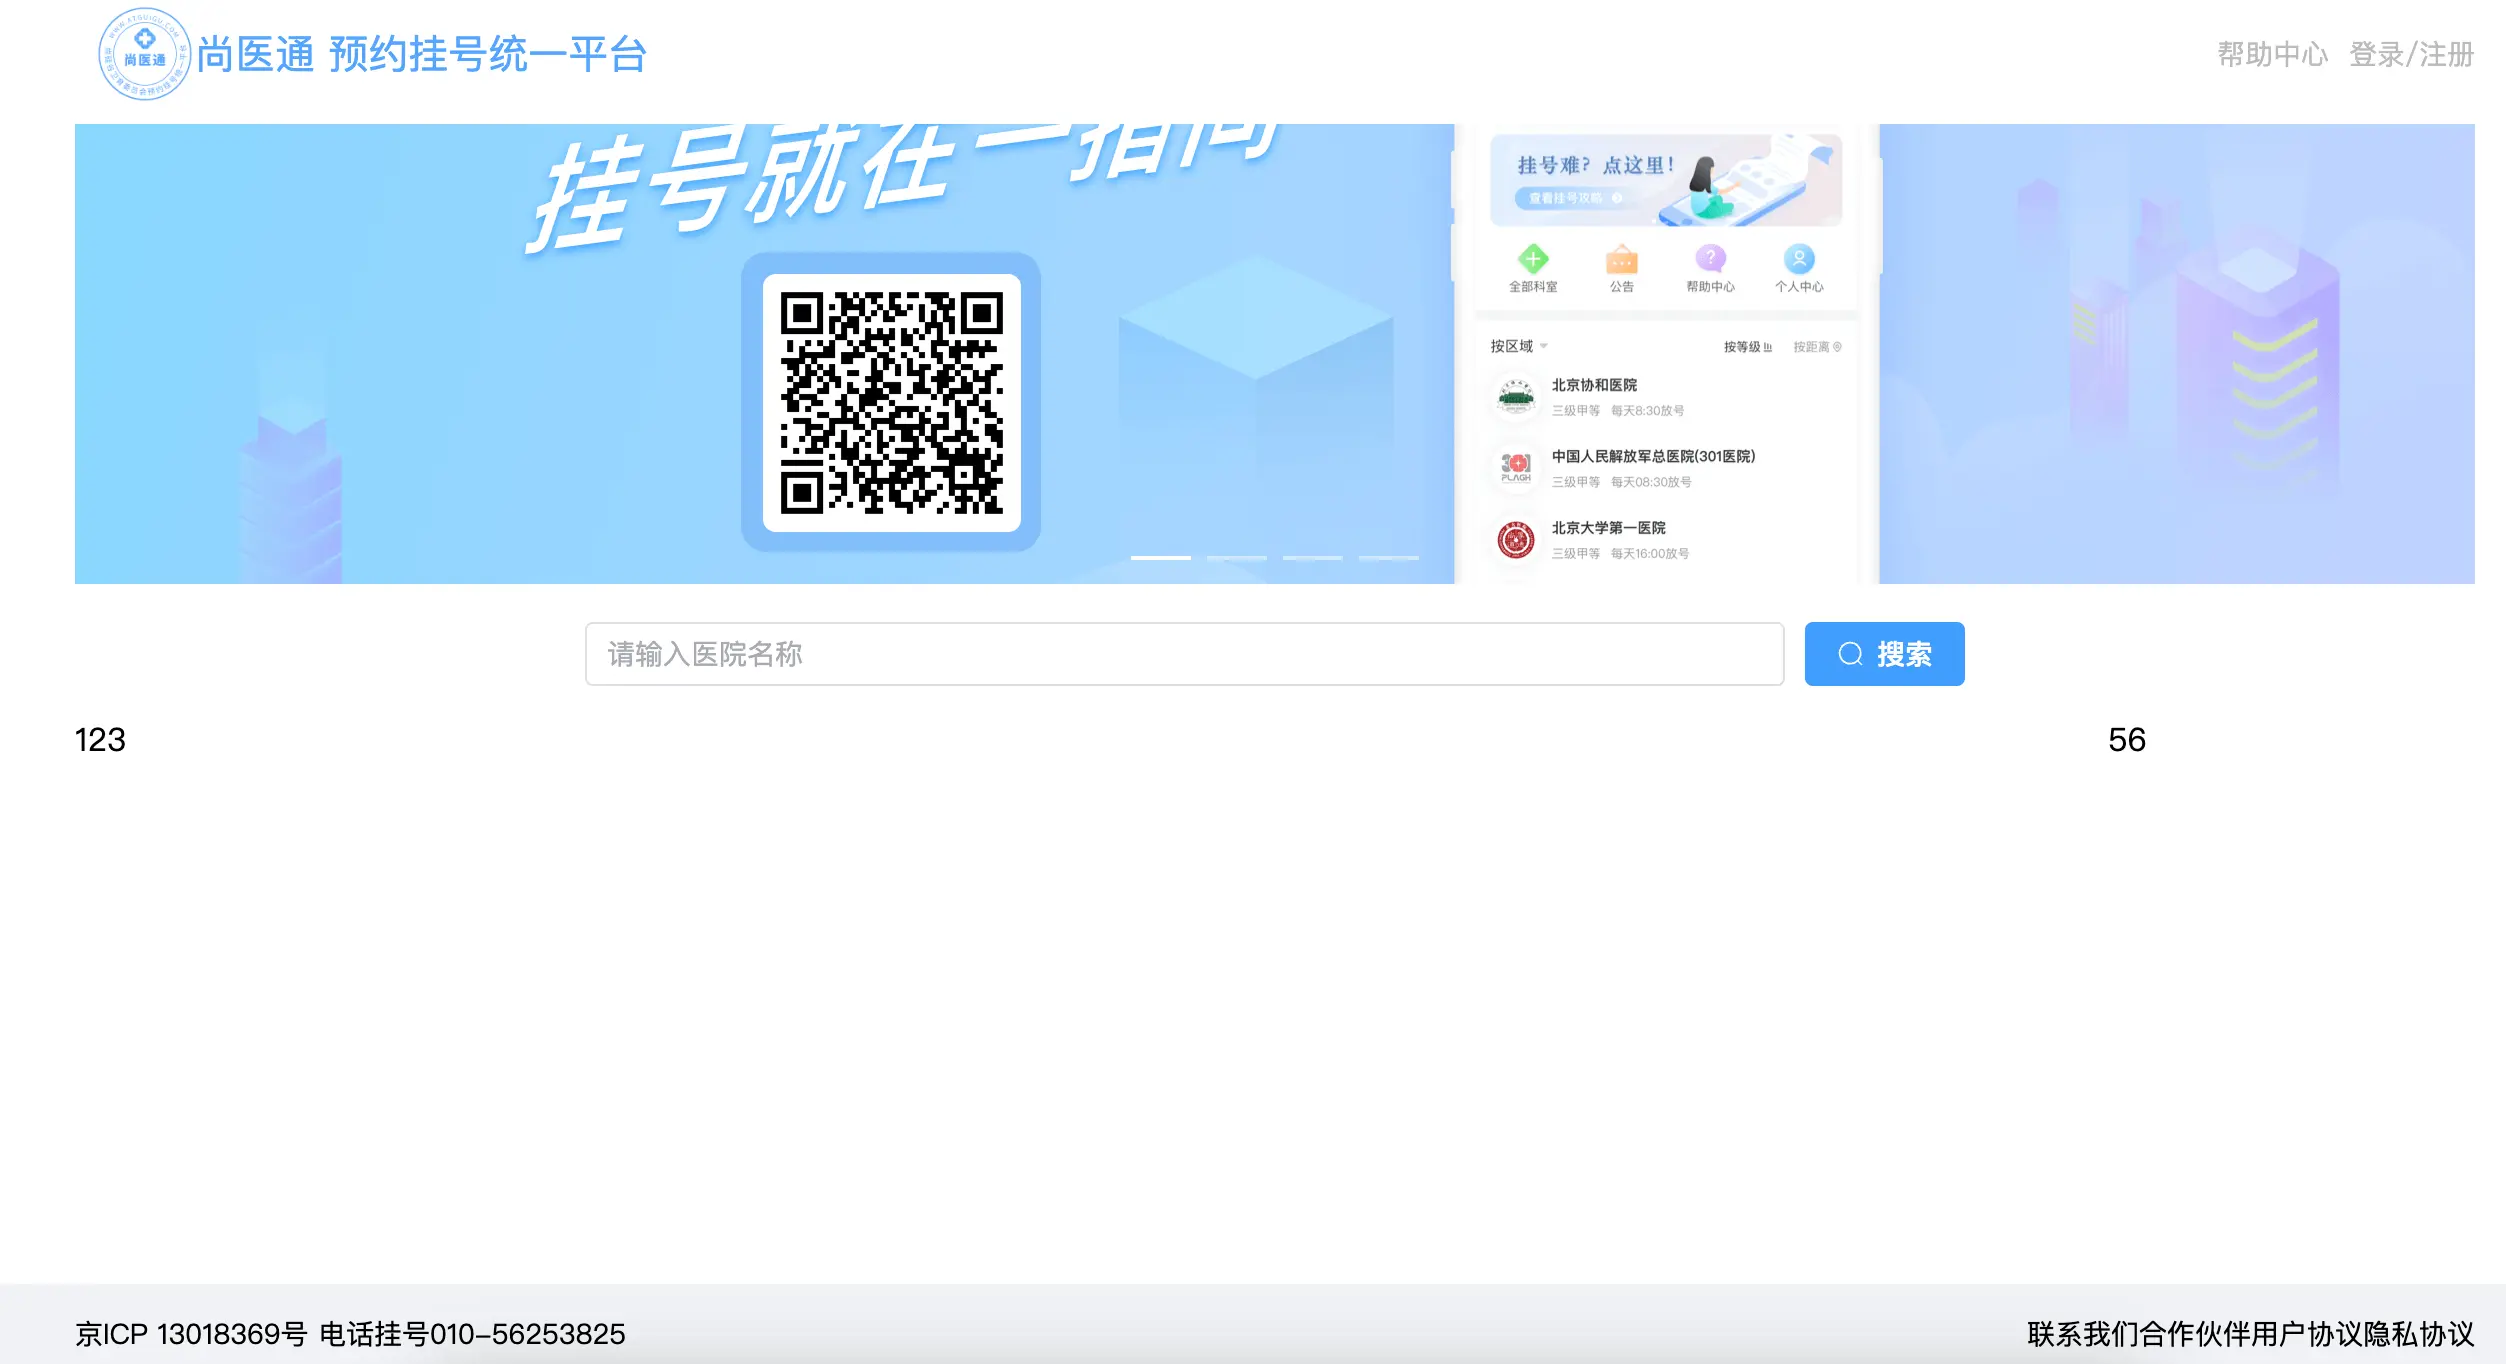 尚医通
尚医通 预约挂号统一平台
帮助中心 登录/注册
挂号就在一指间
挂号难? 点这里!
查看挂号攻略
全部科室 公告 帮助中心 个人中心
按区域 按等级 按距离
北京协和医院
三级甲等 每天8:30放号
中国人民解放军总医院(301医院)
301
PLAGH
三级甲等 每天08:30放号
北京大学第一医院
三级甲等 每天16:00放号
请输入医院名称
搜索
123 56
京ICP 13018369号 电话挂号010-56253825
联系我们合作伙伴用户协议隐私协议